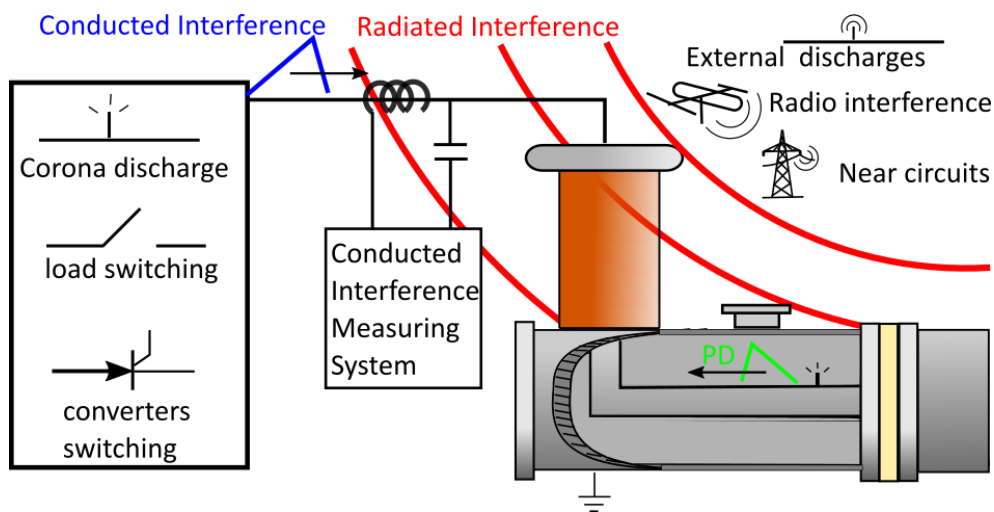 Conducted Interference
Radiated Interference
External discharges
Radio interference
Near circuits
Corona discharge
load switching
converters
switching
Conducted
Interference
Measuring
System
PD